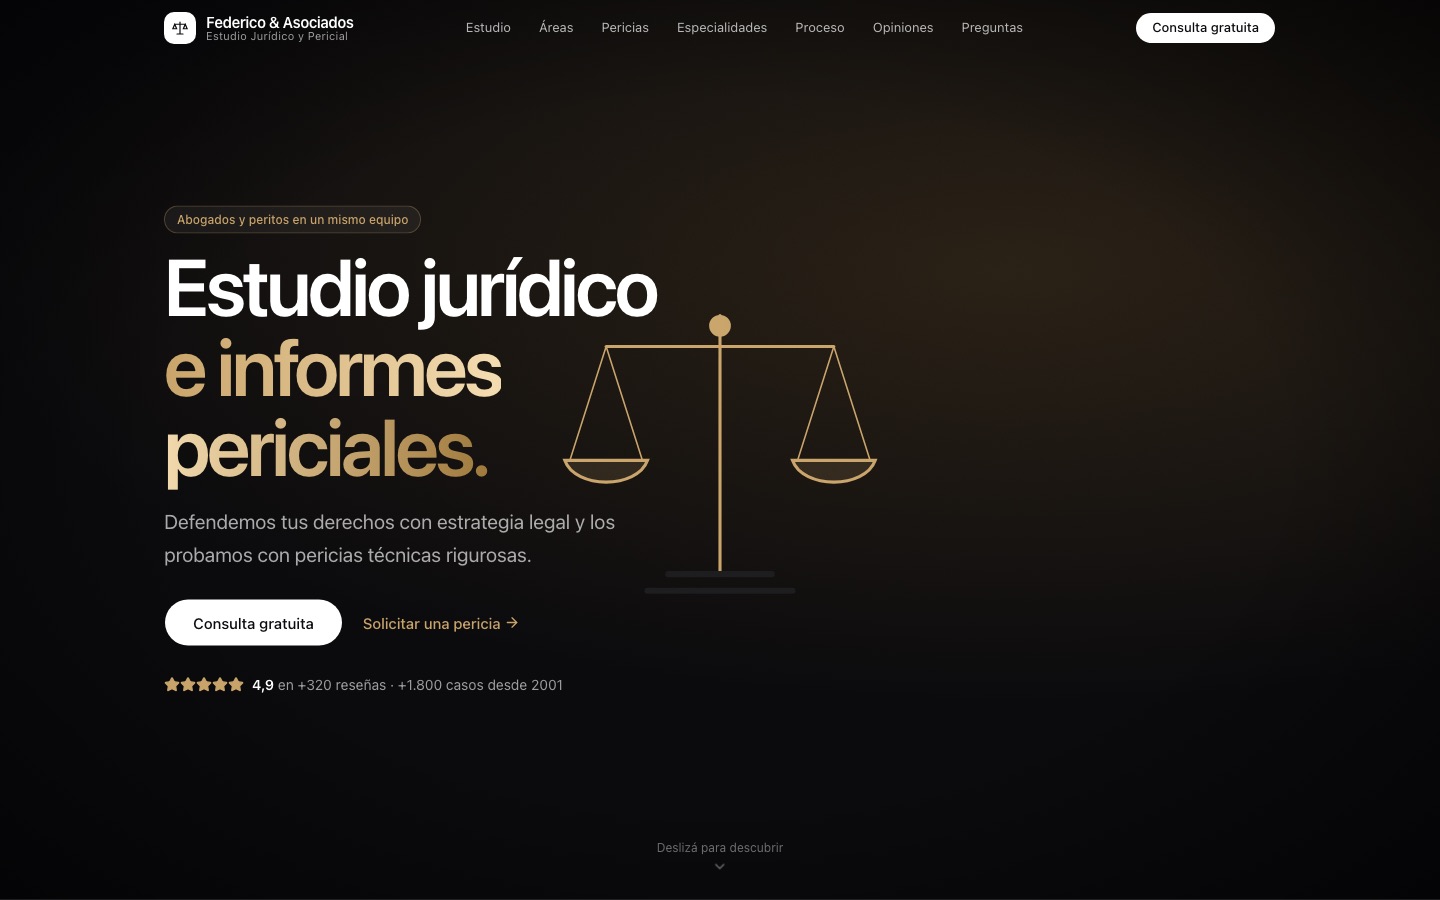 Federico & Asociados
Estudio Jurídico y Pericial
Estudio Áreas Pericias Especialidades Proceso Opiniones Preguntas
Consulta gratuita
Abogados y peritos en un mismo equipo
Estudio jurídico
e informes
periciales.
Defendemos tus derechos con estrategia legal y los
probamos con pericias técnicas rigurosas.
Consulta gratuita
Solicitar una pericia →
4,9 en +320 reseñas · +1.800 casos desde 2001
Deslizá para descubrir